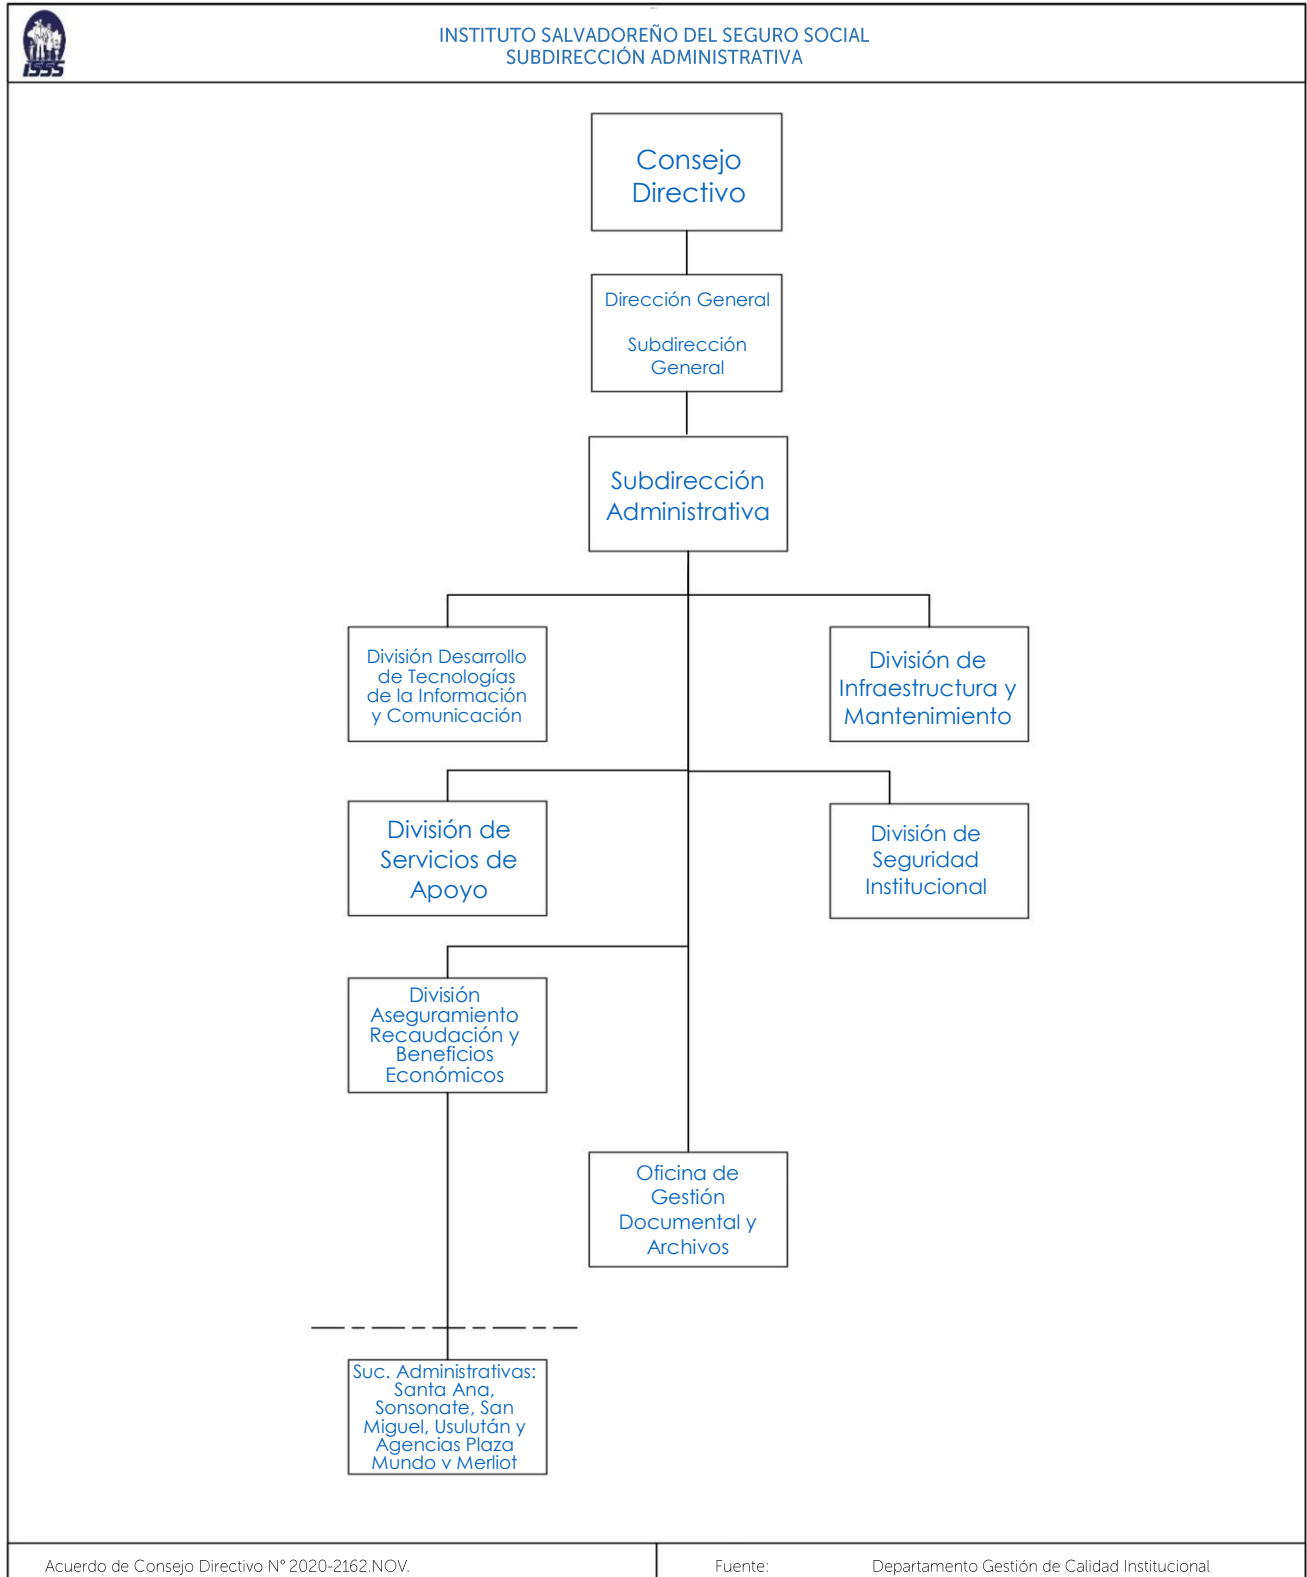 ISSS
INSTITUTO SALVADOREÑO DEL SEGURO SOCIAL
SUBDIRECCIÓN ADMINISTRATIVA
Consejo
Directivo
Dirección General
Subdirección
General
Subdirección
Administrativa
División Desarrollo
de Tecnologías
de la Información
y Comunicación
División de
Infraestructura y
Mantenimiento
División de
Servicios de
Apoyo
División de
Seguridad
Institucional
División
Aseguramiento
Recaudación y
Beneficios
Económicos
Oficina de
Gestión
Documental y
Archivos
Suc. Administrativas:
Santa Ana,
Sonsonate, San
Miguel, Usulután y
Agencias Plaza
Mundo y Merliot
Acuerdo de Consejo Directivo N° 2020-2162.NOV.
Fuente: Departamento Gestión de Calidad Institucional